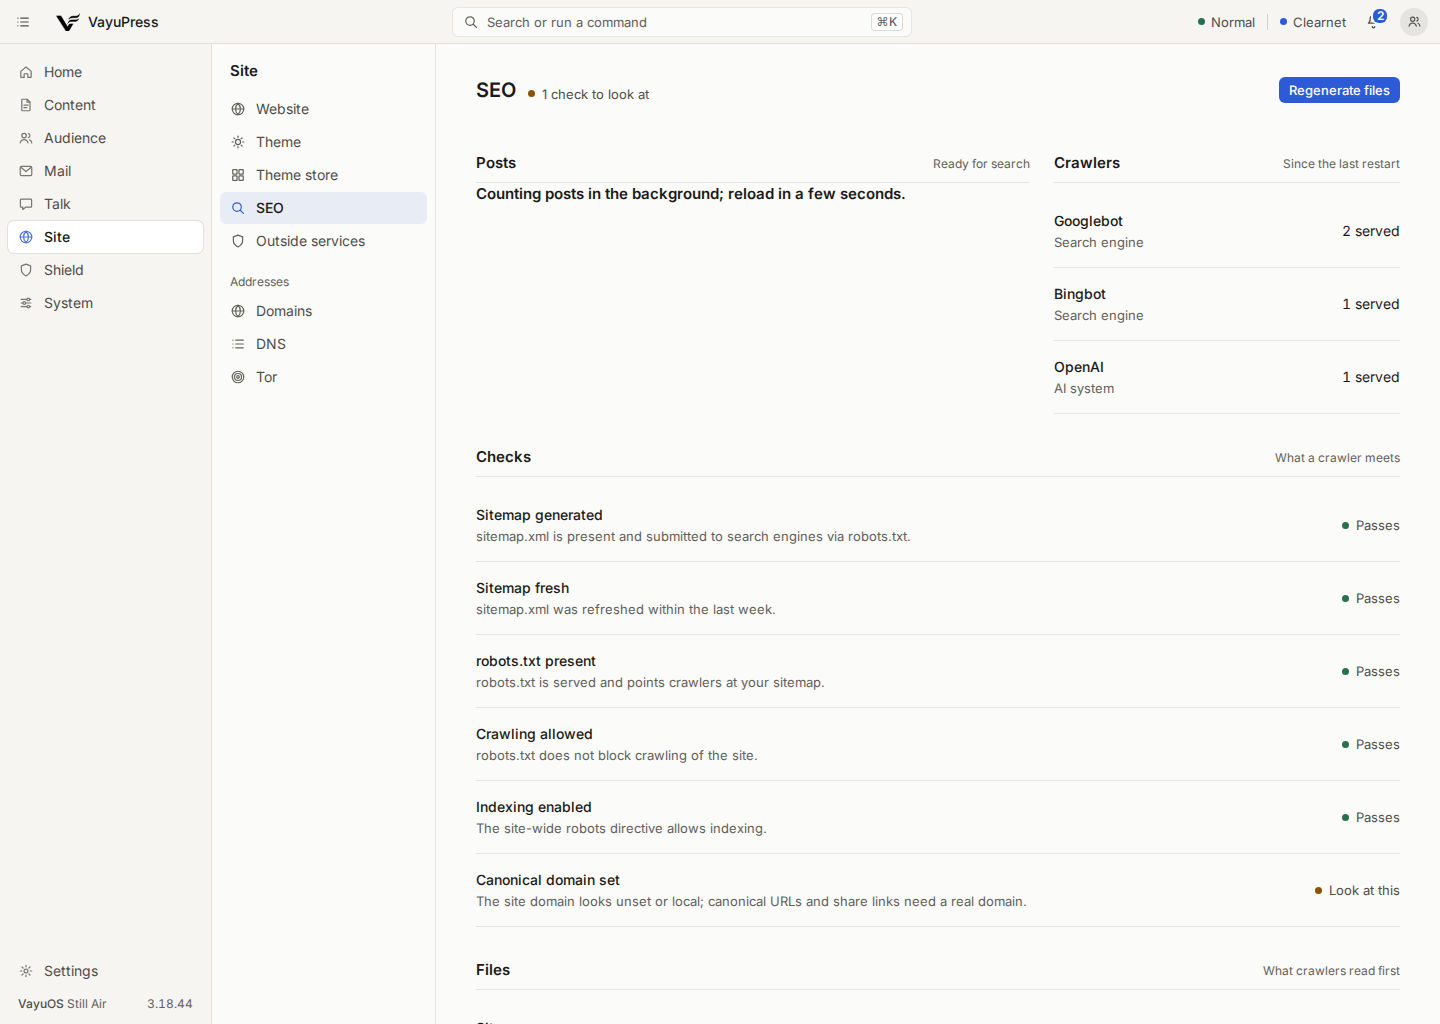 VayuPress
Search or run a command
⌘K
Normal
Clearnet
2
Home
Content
Audience
Mail
Talk
Site
Shield
System
Settings
VayuOS Still Air
3.18.44
Site
Website
Theme
Theme store
SEO
Outside services
Addresses
Domains
DNS
Tor
SEO
1 check to look at
Regenerate files
Posts
Ready for search
Counting posts in the background; reload in a few seconds.
Crawlers
Since the last restart
Googlebot
Search engine
2 served
Bingbot
Search engine
1 served
OpenAI
AI system
1 served
Checks
What a crawler meets
Sitemap generated
sitemap.xml is present and submitted to search engines via robots.txt.
Passes
Sitemap fresh
sitemap.xml was refreshed within the last week.
Passes
robots.txt present
robots.txt is served and points crawlers at your sitemap.
Passes
Crawling allowed
robots.txt does not block crawling of the site.
Passes
Indexing enabled
The site-wide robots directive allows indexing.
Passes
Canonical domain set
The site domain looks unset or local; canonical URLs and share links need a real domain.
Look at this
Files
What crawlers read first